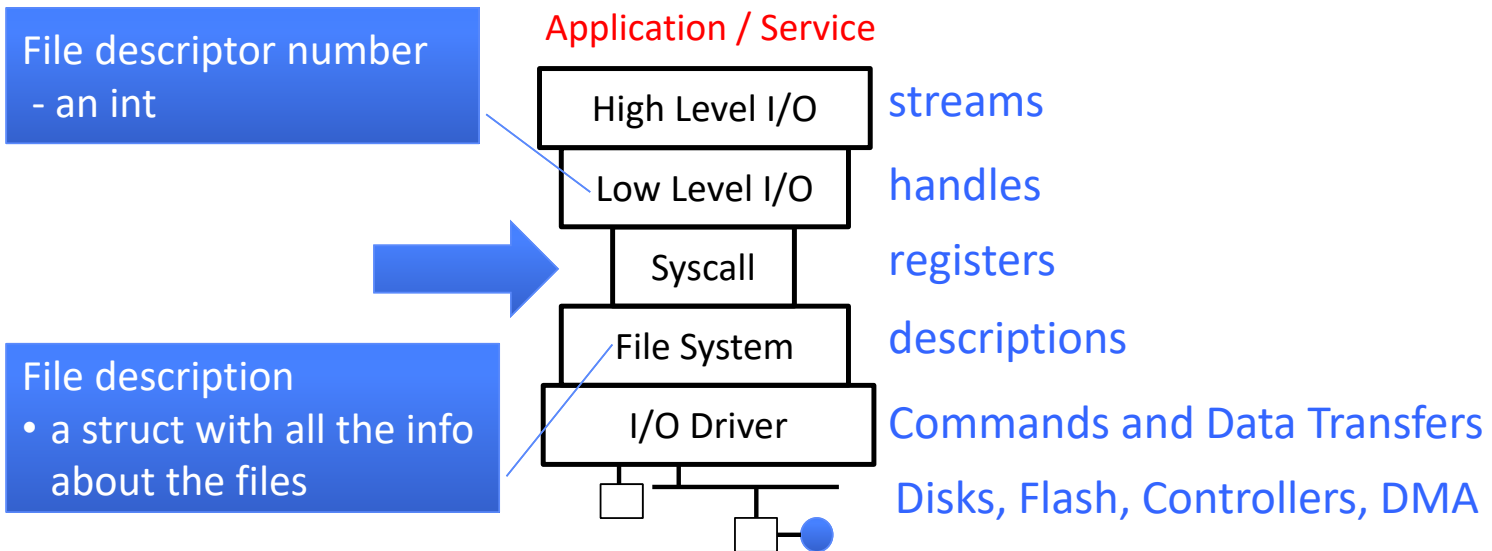 Application / Service
File descriptor number
- an int
High Level I/O
streams
Low Level I/O
handles
Syscall
registers
File System
descriptions
File description
• a struct with all the info
about the files
I/O Driver
Commands and Data Transfers
Disks, Flash, Controllers, DMA